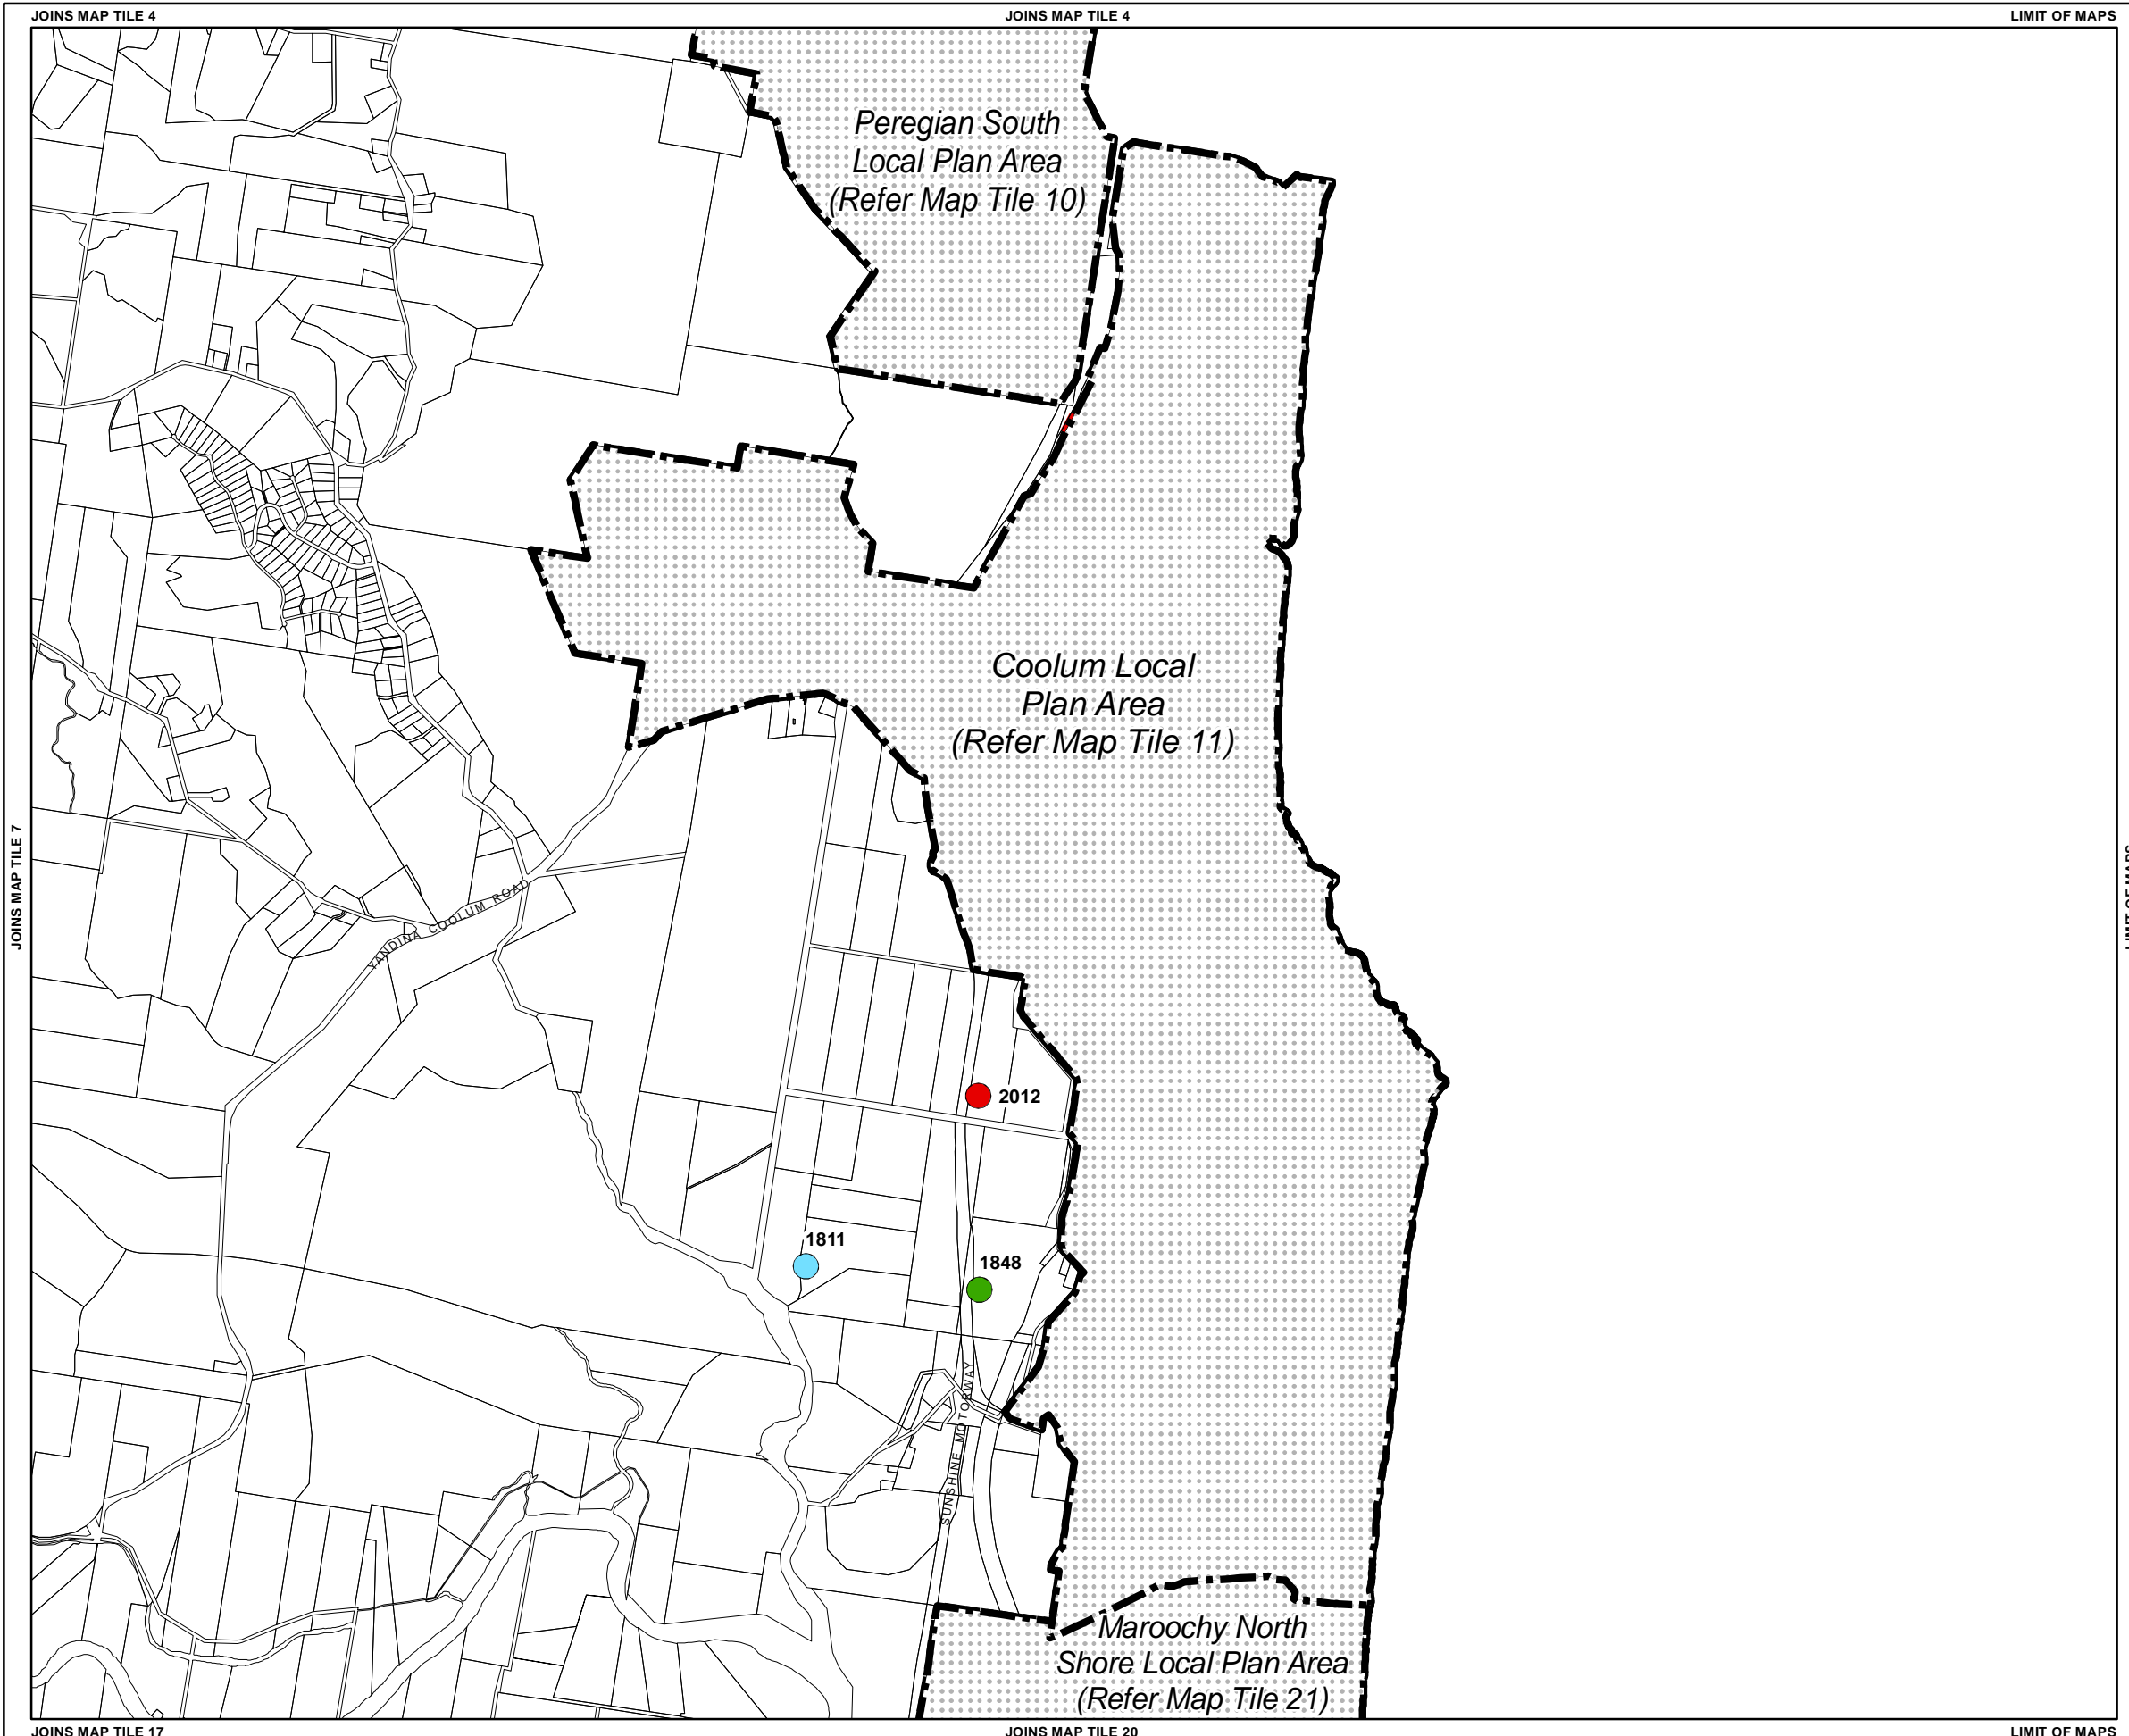 JOINS MAP TILE 4
JOINS MAP TILE 4
LIMIT OF MAPS
Peregian South
Local Plan Area
(Refer Map Tile 10)
Coolum Local
Plan Area
(Refer Map Tile 11)
JOINS MAP TILE 7
LIMIT OF MAPS
YANDINA COOLUM ROAD
2012
1811
1848
SUNSHINE MOTORWAY
Maroochy North
Shore Local Plan Area
(Refer Map Tile 21)
JOINS MAP TILE 17
JOINS MAP TILE 20
LIMIT OF MAPS